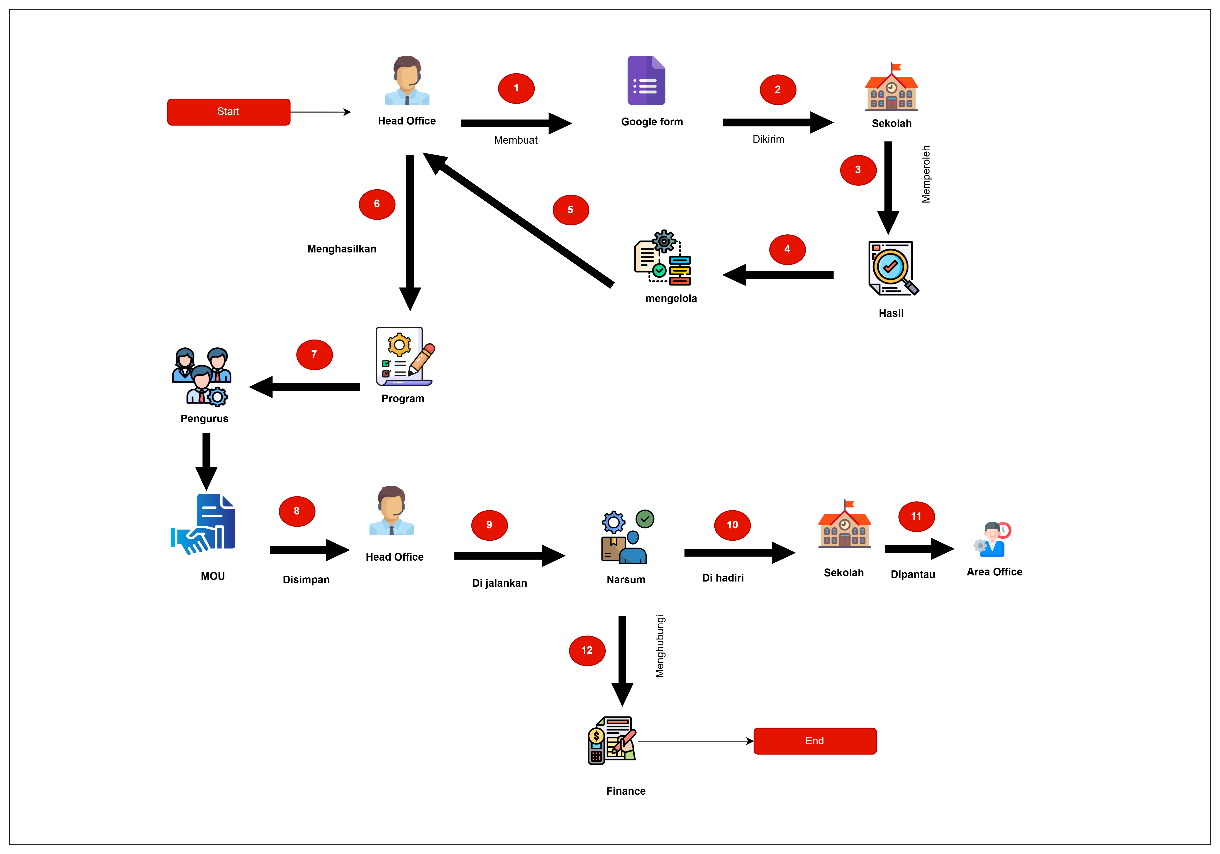 Start
Head Office
1
Membuat
Google form
2
Dikirim
Sekolah
3
Memperoleh
Hasil
4
mengelola
5
6
Menghasilkan
Program
7
Pengurus
MOU
8
Disimpan
Head Office
9
Di jalankan
Narsum
10
Di hadiri
Sekolah
11
DIpantau
Area Office
12
Menghubungi
Finance
End